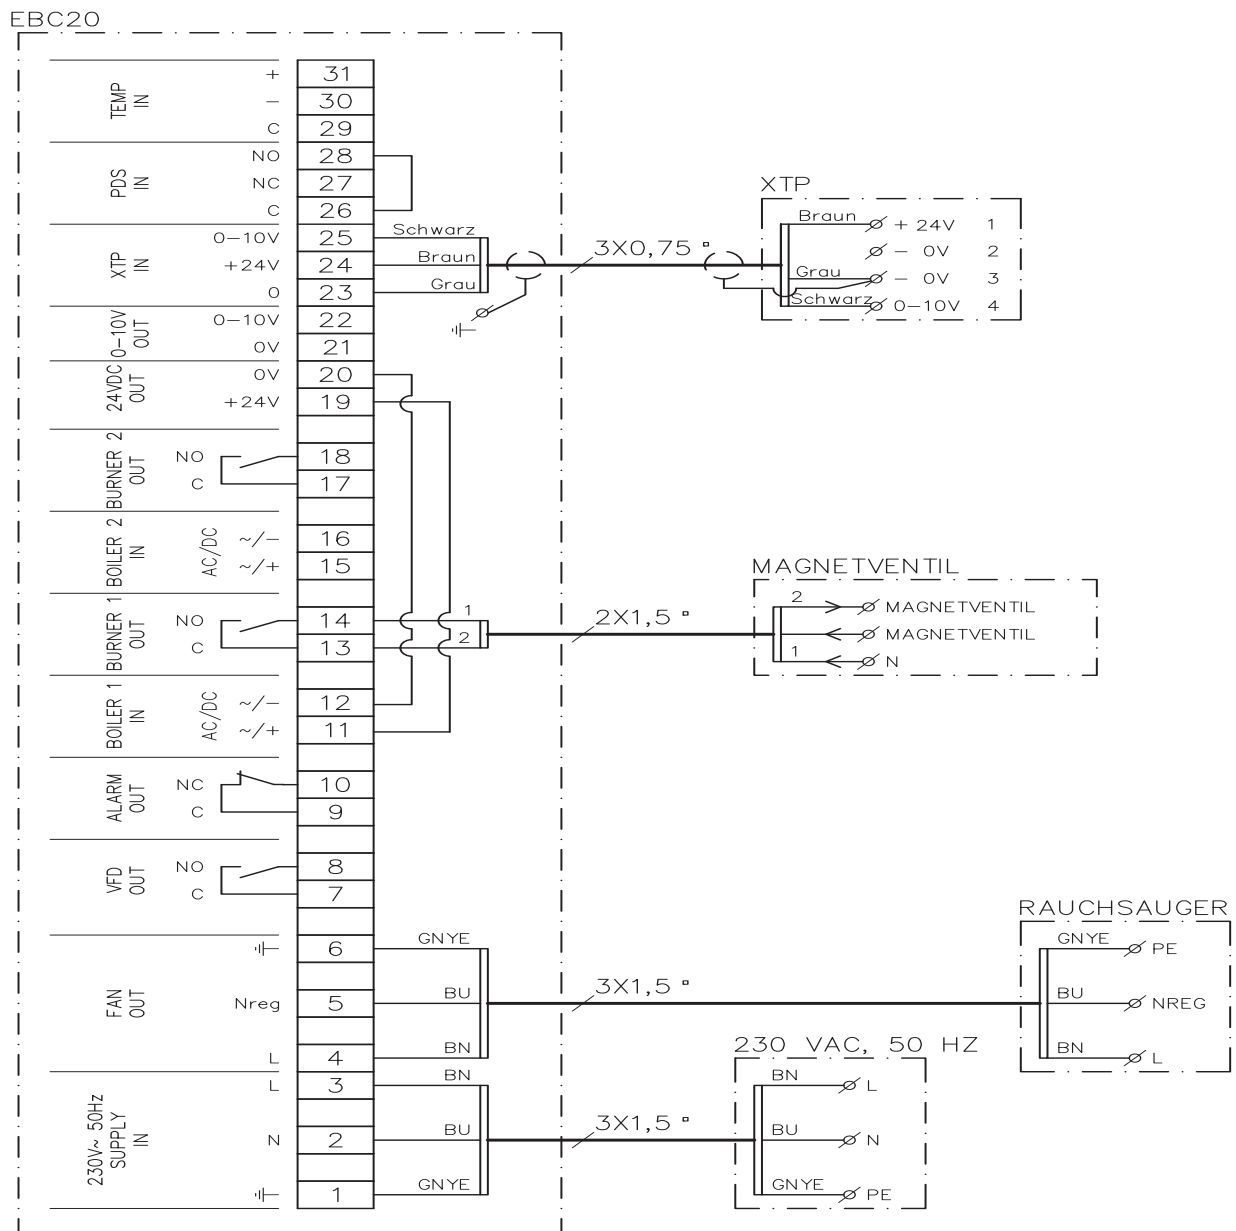 EBC20
TEMP IN
+ 31
− 30
C 29
PDS IN
NO 28
NC 27
C 26
XTP IN
0−10V 25 Schwarz
+24V 24 Braun
0 23 Grau
3X0,75 ▫
XTP
Braun + 24V 1
− 0V 2
Grau − 0V 3
Schwarz 0−10V 4
0−10V OUT
0−10V 22
0V 21
24VDC OUT
0V 20
+24V 19
BURNER 2 OUT
NO 18
C 17
BOILER 2 IN
AC/DC
~/− 16
~/+ 15
BURNER 1 OUT
NO 14 1
C 13 2
2X1,5 ▫
MAGNETVENTIL
2 MAGNETVENTIL
MAGNETVENTIL
1 N
BOILER 1 IN
AC/DC
~/− 12
~/+ 11
ALARM OUT
NC 10
C 9
VFD OUT
NO 8
C 7
FAN OUT
6 GNYE
Nreg 5 BU
L 4 BN
3X1,5 ▫
RAUCHSAUGER
GNYE PE
BU NREG
BN L
230V~ 50Hz
SUPPLY
IN
L 3 BN
N 2 BU
1 GNYE
3X1,5 ▫
230 VAC, 50 HZ
BN L
BU N
GNYE PE